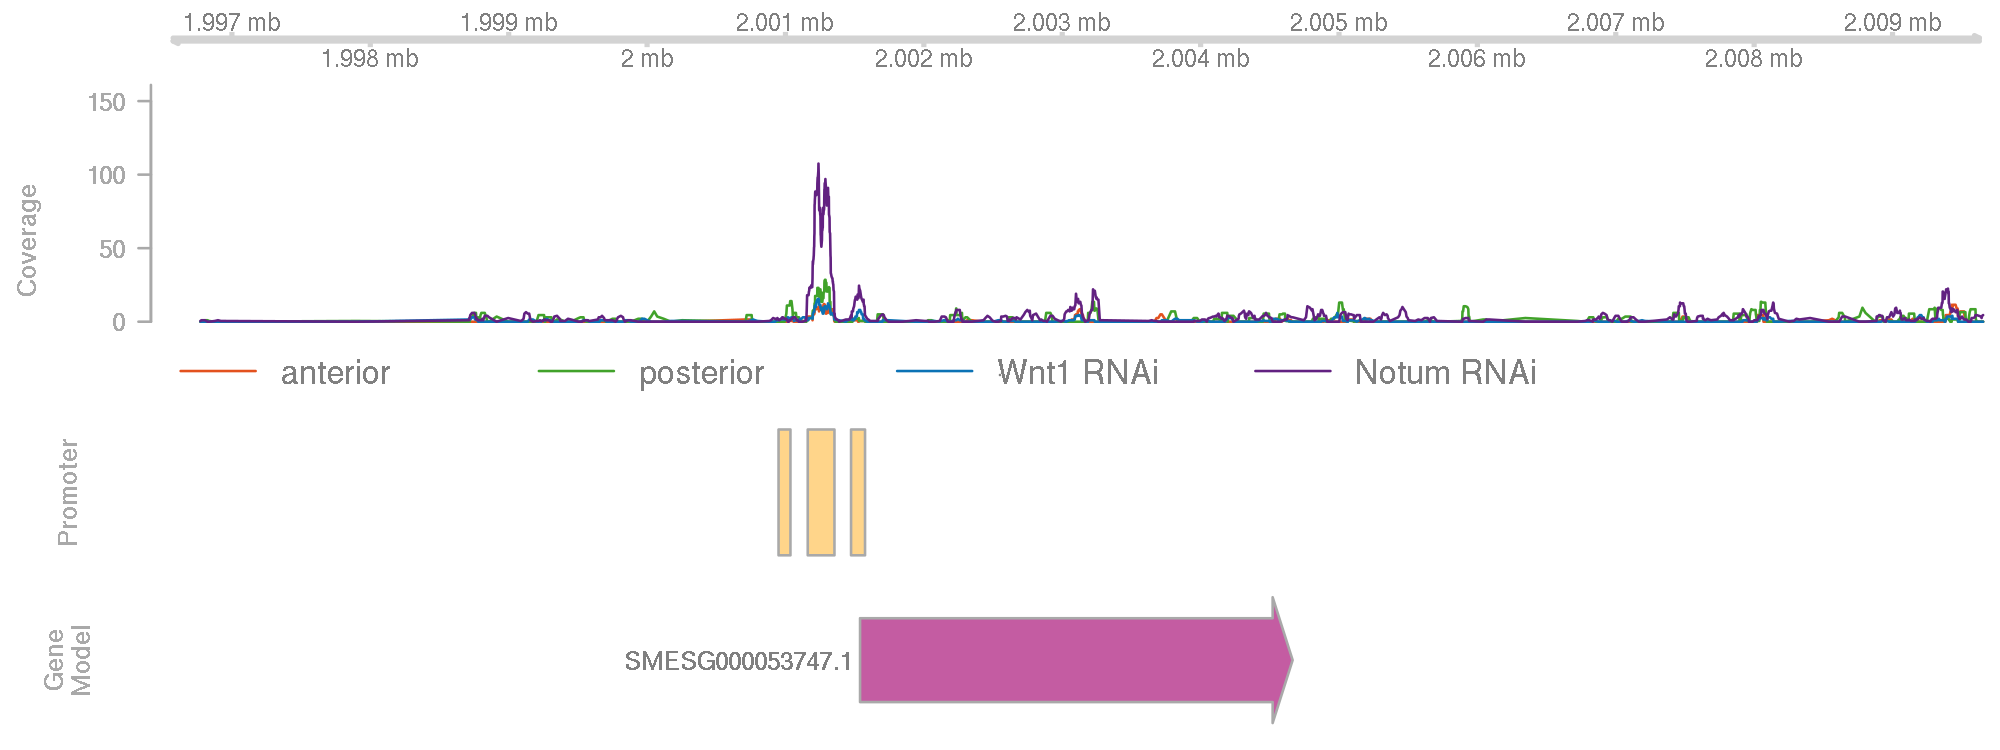 1.997 mb 1.999 mb 2.001 mb 2.003 mb 2.005 mb 2.007 mb 2.009 mb
1.998 mb 2 mb 2.002 mb 2.004 mb 2.006 mb 2.008 mb
150
100
50
0
Coverage
anterior posterior Wnt1 RNAi Notum RNAi
Promoter
Gene
Model
SMESG000053747.1